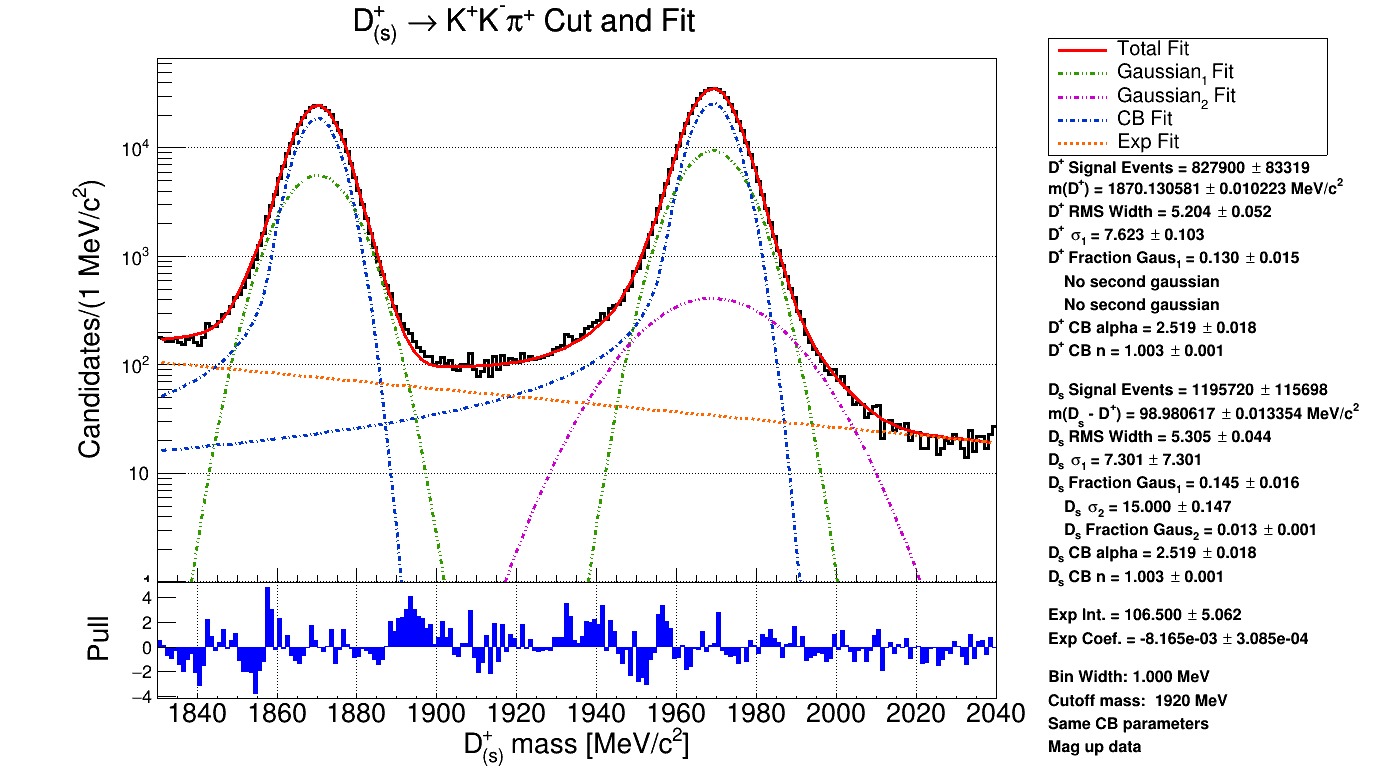 D⁺₍ₛ₎ → K⁺K⁻π⁺ Cut and Fit
Candidates/(1 MeV/c²)
10⁴
10³
10²
10
1
Pull
4
2
0
−2
−4
1840 1860 1880 1900 1920 1940 1960 1980 2000 2020 2040
D⁺₍ₛ₎ mass [MeV/c²]
Total Fit
Gaussian₁ Fit
Gaussian₂ Fit
CB Fit
Exp Fit
D⁺ Signal Events = 827900 ± 83319
m(D⁺) = 1870.130581 ± 0.010223 MeV/c²
D⁺ RMS Width = 5.204 ± 0.052
D⁺ σ₁ = 7.623 ± 0.103
D⁺ Fraction Gaus₁ = 0.130 ± 0.015
No second gaussian
No second gaussian
D⁺ CB alpha = 2.519 ± 0.018
D⁺ CB n = 1.003 ± 0.001
Dₛ Signal Events = 1195720 ± 115698
m(Dₛ - D⁺) = 98.980617 ± 0.013354 MeV/c²
Dₛ RMS Width = 5.305 ± 0.044
Dₛ σ₁ = 7.301 ± 7.301
Dₛ Fraction Gaus₁ = 0.145 ± 0.016
Dₛ σ₂ = 15.000 ± 0.147
Dₛ Fraction Gaus₂ = 0.013 ± 0.001
Dₛ CB alpha = 2.519 ± 0.018
Dₛ CB n = 1.003 ± 0.001
Exp Int. = 106.500 ± 5.062
Exp Coef. = -8.165e-03 ± 3.085e-04
Bin Width: 1.000 MeV
Cutoff mass: 1920 MeV
Same CB parameters
Mag up data